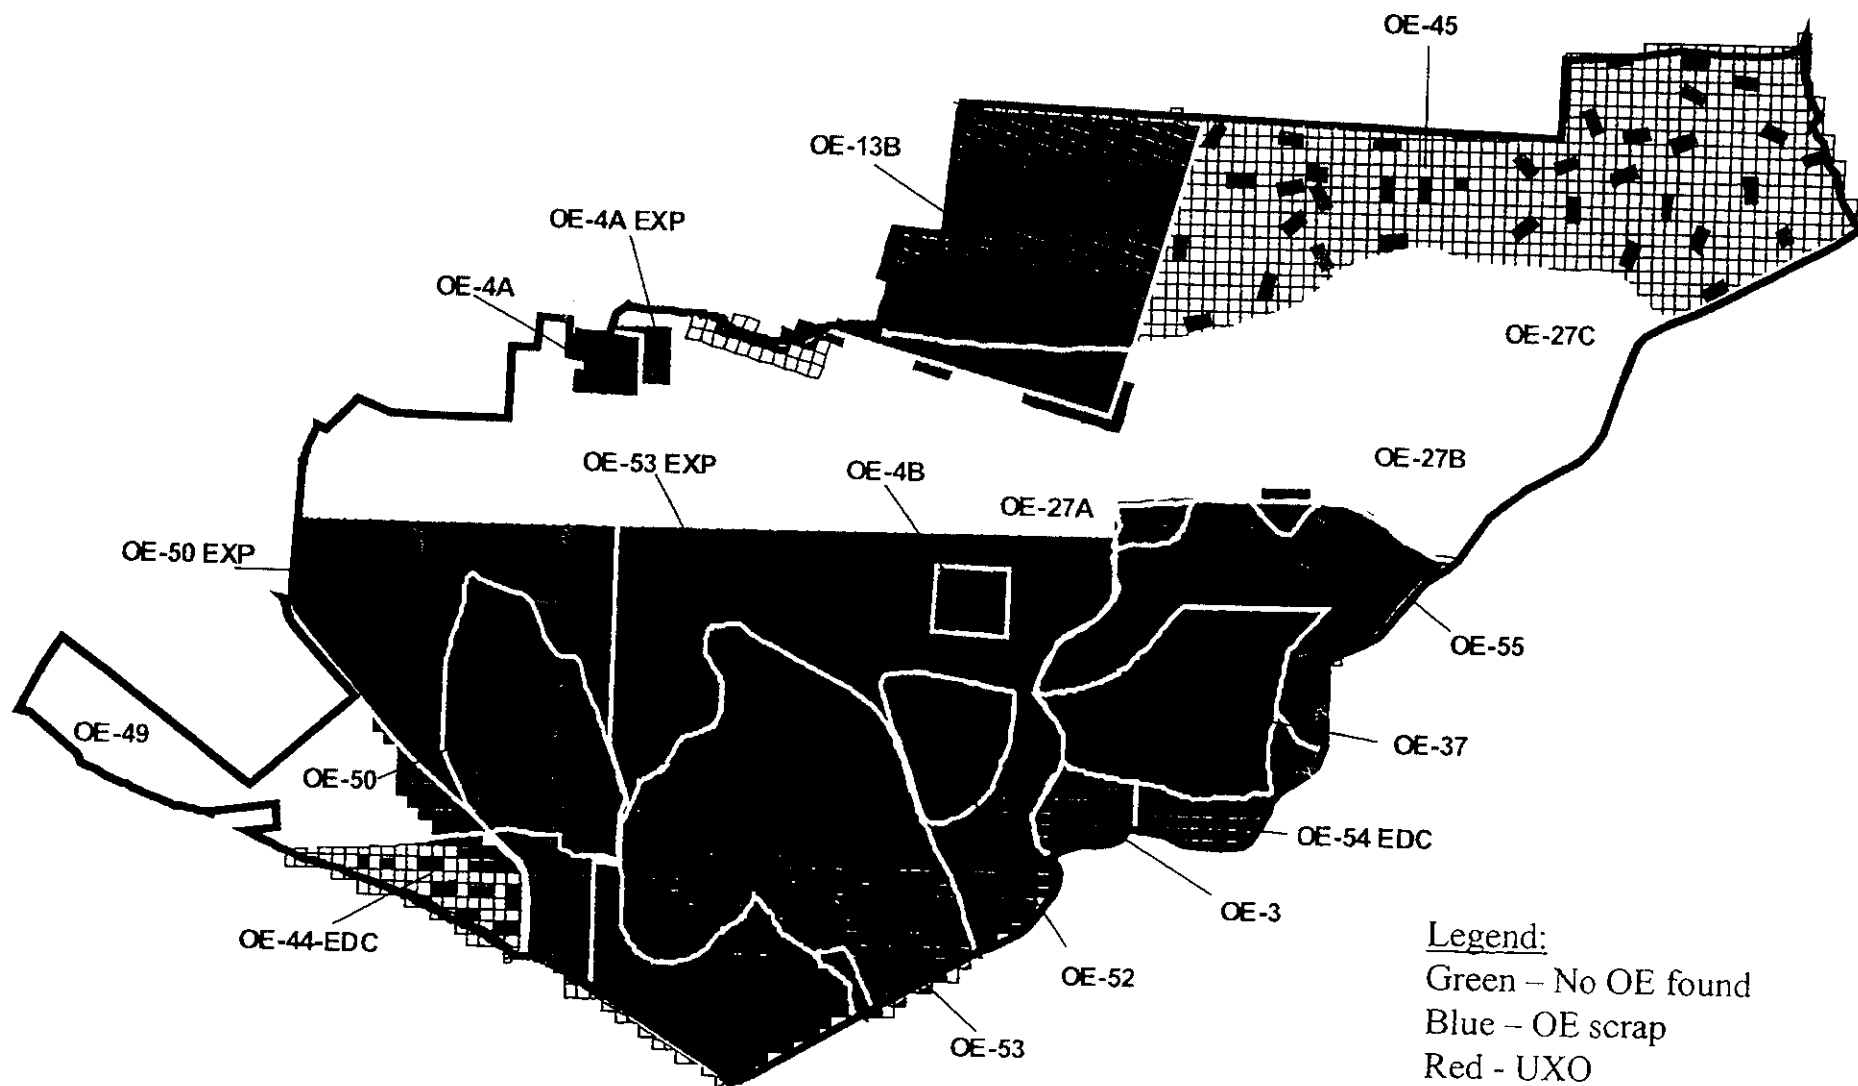 OE-45
OE-13B
OE-4A EXP
OE-4A
OE-27C
OE-53 EXP
OE-4B
OE-27B
OE-27A
OE-50 EXP
OE-55
OE-49
OE-37
OE-50
OE-54 EDC
OE-3
OE-44-EDC
OE-52
OE-53
Legend:
Green – No OE found
Blue – OE scrap
Red - UXO